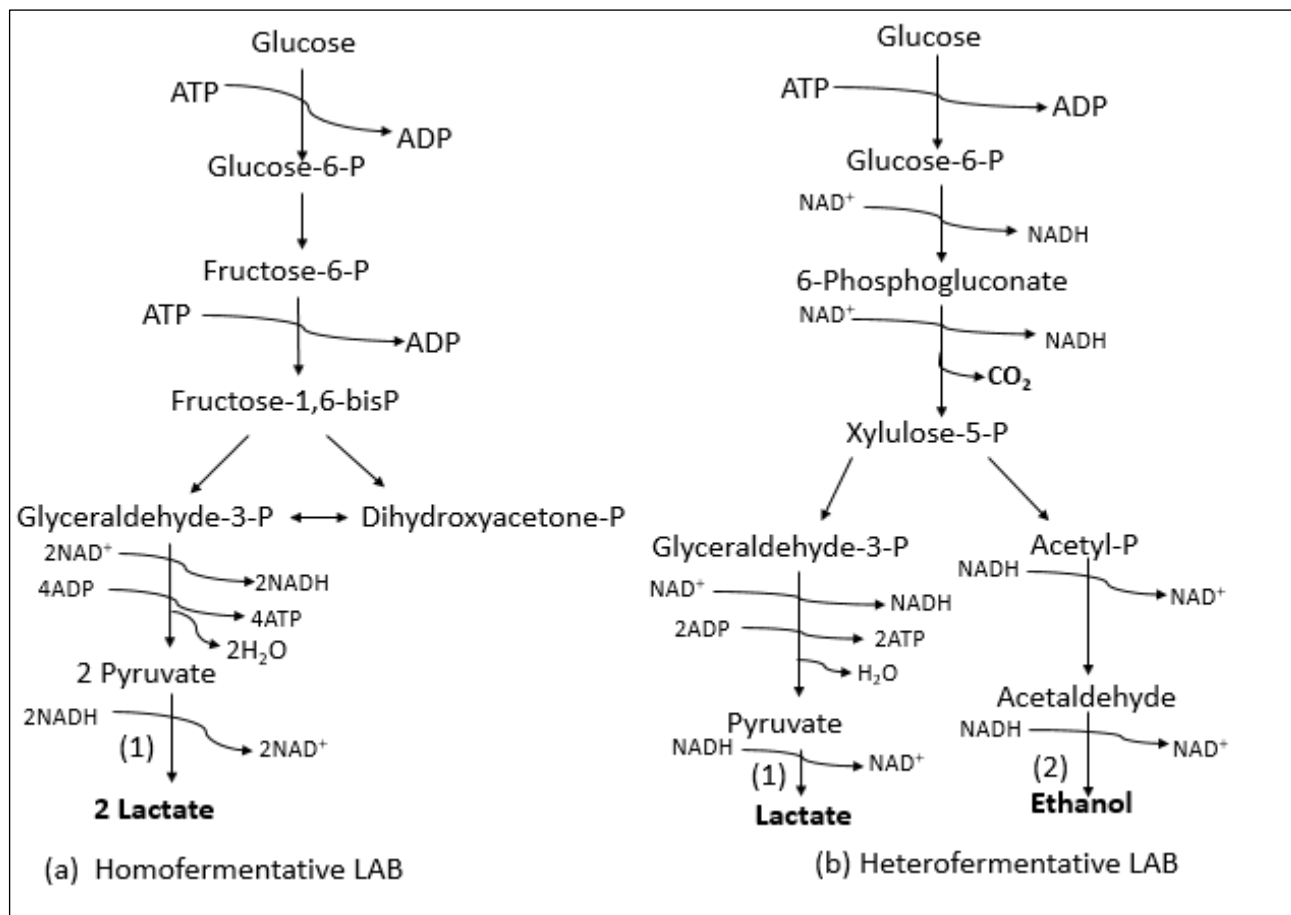 Glucose
ATP
ADP
Glucose-6-P
Fructose-6-P
ATP
ADP
Fructose-1,6-bisP
Glyceraldehyde-3-P
Dihydroxyacetone-P
2NAD⁺
2NADH
4ADP
4ATP
2H₂O
2 Pyruvate
2NADH
2NAD⁺
(1)
2 Lactate
(a) Homofermentative LAB
Glucose
ATP
ADP
Glucose-6-P
NAD⁺
NADH
6-Phosphogluconate
NAD⁺
NADH
CO₂
Xylulose-5-P
Glyceraldehyde-3-P
NAD⁺
NADH
2ADP
2ATP
H₂O
Pyruvate
NADH
NAD⁺
(1)
Lactate
Acetyl-P
NADH
NAD⁺
Acetaldehyde
NADH
NAD⁺
(2)
Ethanol
(b) Heterofermentative LAB